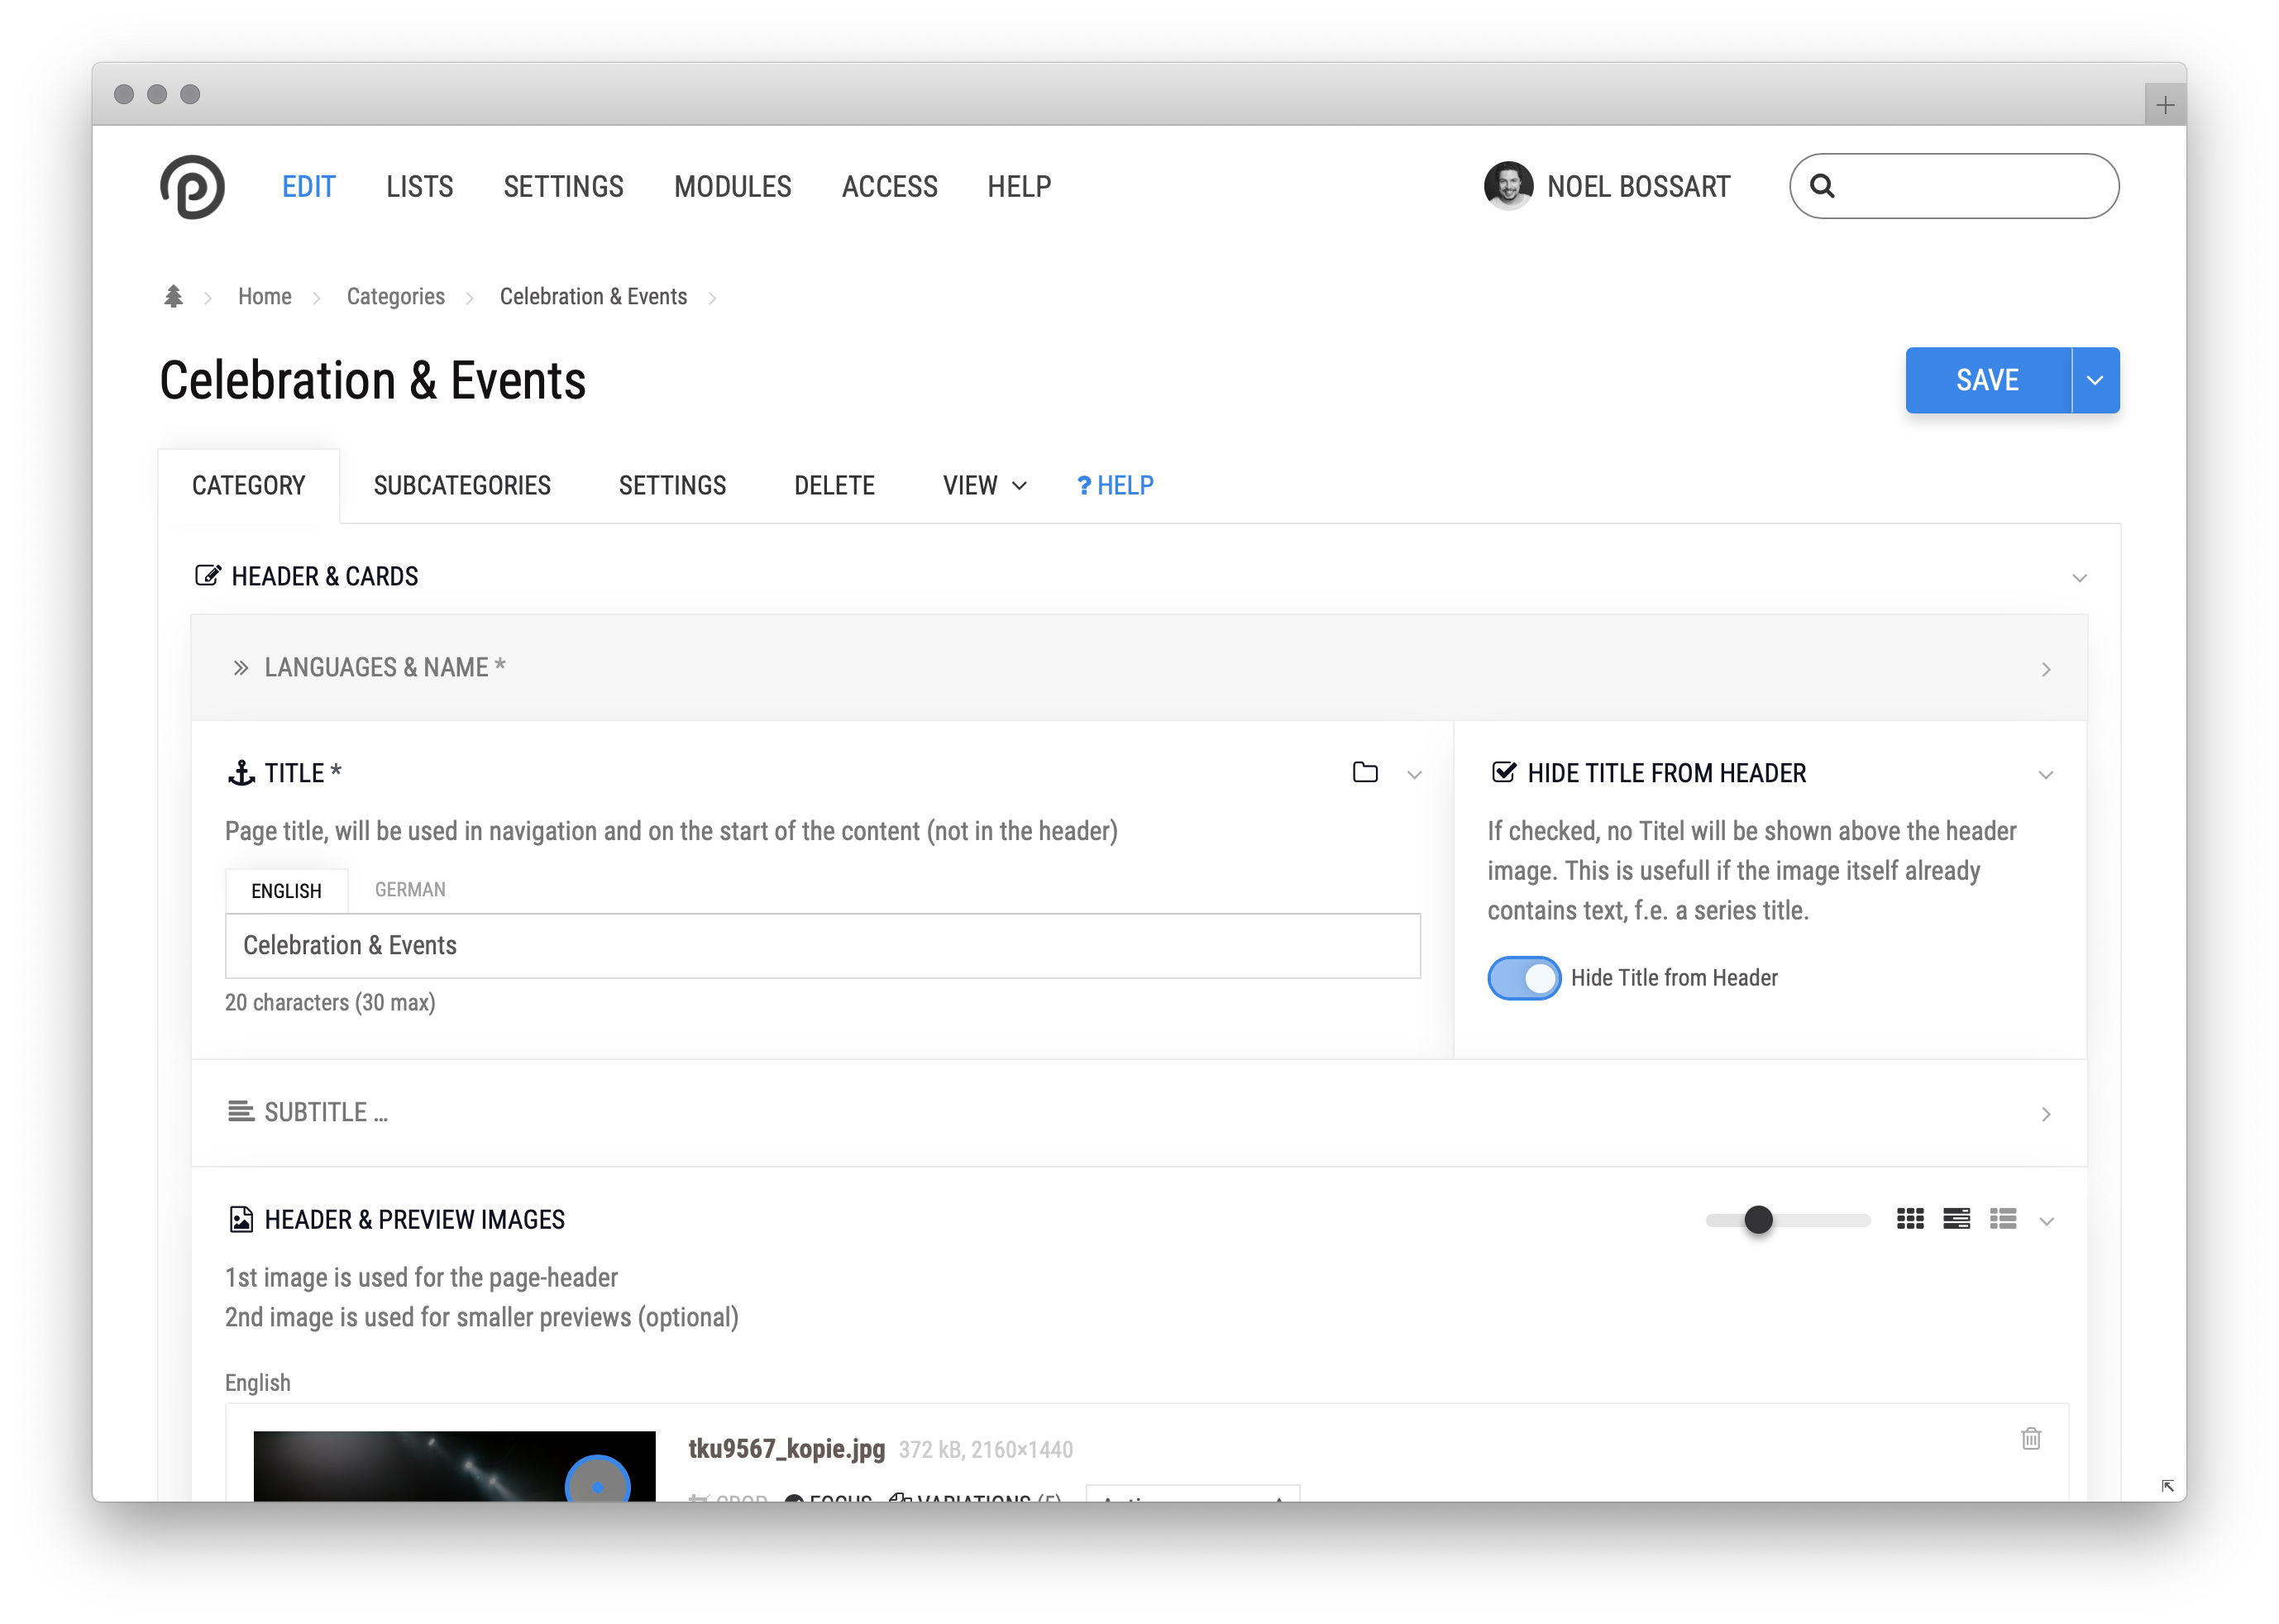 EDIT LISTS SETTINGS MODULES ACCESS HELP NOEL BOSSART
Home Categories Celebration & Events
Celebration & Events
SAVE
CATEGORY SUBCATEGORIES SETTINGS DELETE VIEW ? HELP
HEADER & CARDS
LANGUAGES & NAME *
TITLE *
Page title, will be used in navigation and on the start of the content (not in the header)
ENGLISH GERMAN
Celebration & Events
20 characters (30 max)
HIDE TITLE FROM HEADER
If checked, no Titel will be shown above the header
image. This is usefull if the image itself already
contains text, f.e. a series title.
Hide Title from Header
SUBTITLE ...
HEADER & PREVIEW IMAGES
1st image is used for the page-header
2nd image is used for smaller previews (optional)
English
tku9567_kopie.jpg 372 kB, 2160×1440
CROP FOCUS VARIATIONS (5)